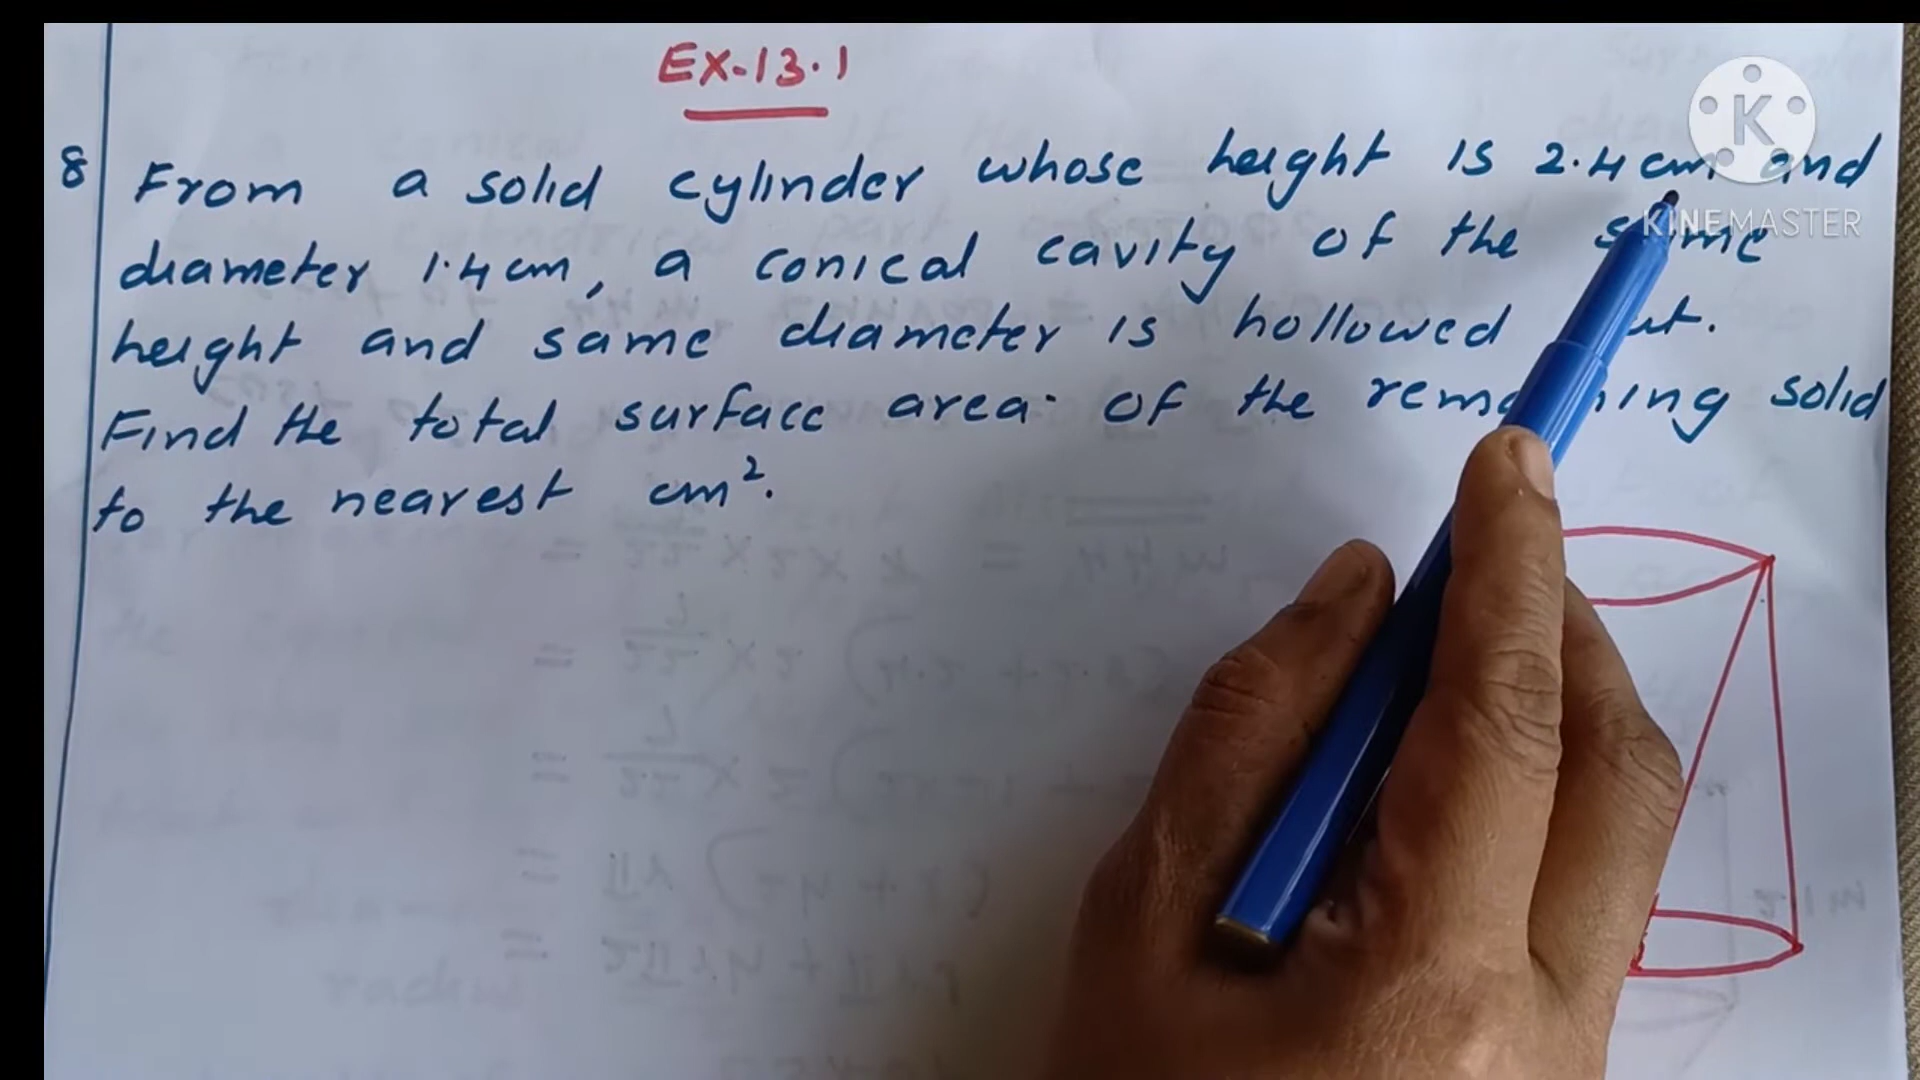 Ex-13.1
8 From a solid cylinder whose height is 2.4 cm and
diameter 1.4 cm, a conical cavity of the same
height and same diameter is hollowed
Find the total surface area of the remaining solid
to the nearest cm².
K
KINEMASTER